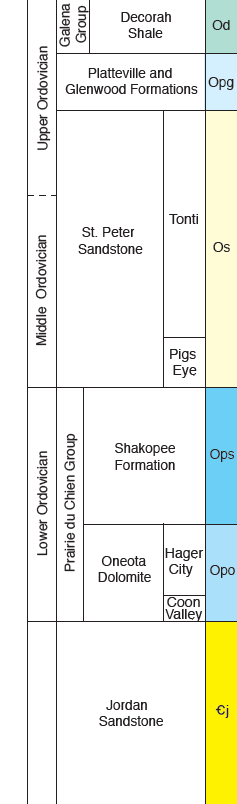 Upper Ordovician
Galena
Group
Decorah
Shale
Od
Platteville and
Glenwood Formations
Opg
Middle Ordovician
St. Peter
Sandstone
Tonti
Os
Pigs
Eye
Lower Ordovician
Prairie du Chien Group
Shakopee
Formation
Ops
Oneota
Dolomite
Hager
City
Coon
Valley
Opo
Jordan
Sandstone
€j